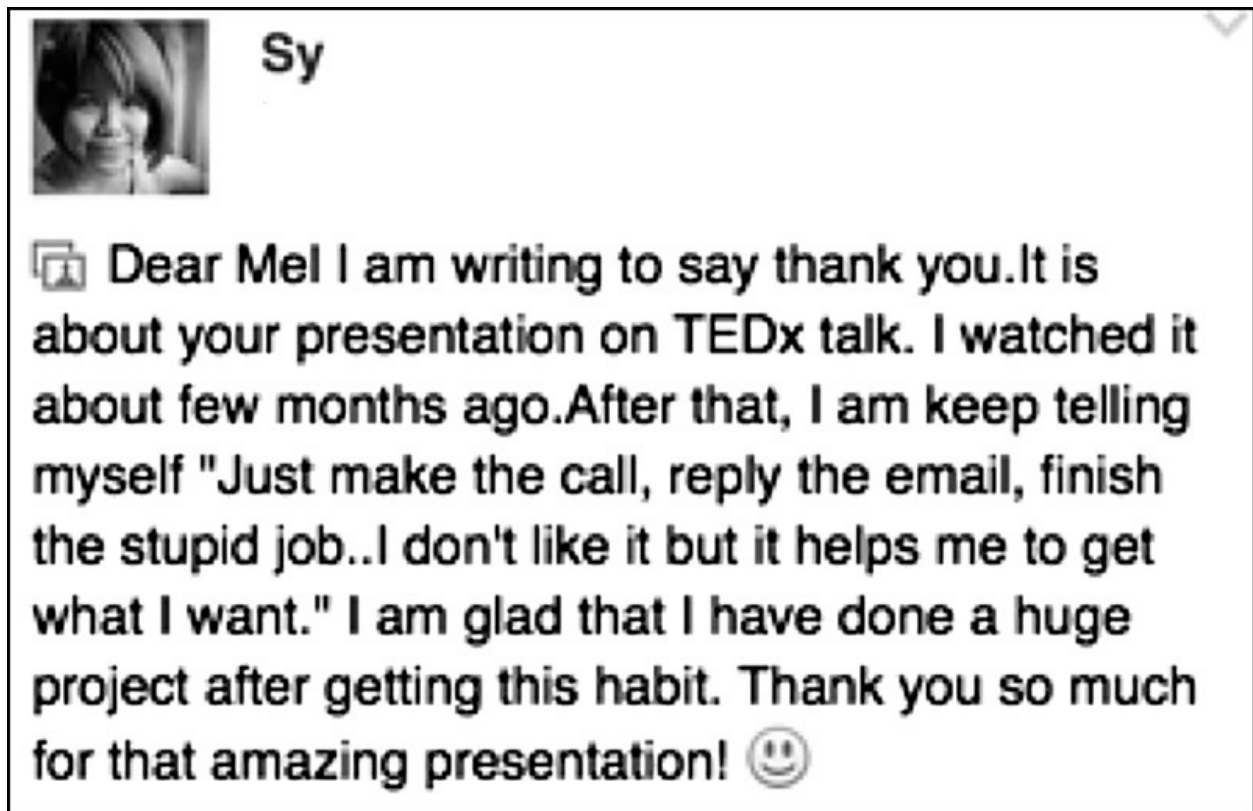 Sy
Dear Mel I am writing to say thank you.It is
about your presentation on TEDx talk. I watched it
about few months ago.After that, I am keep telling
myself "Just make the call, reply the email, finish
the stupid job..I don't like it but it helps me to get
what I want." I am glad that I have done a huge
project after getting this habit. Thank you so much
for that amazing presentation!